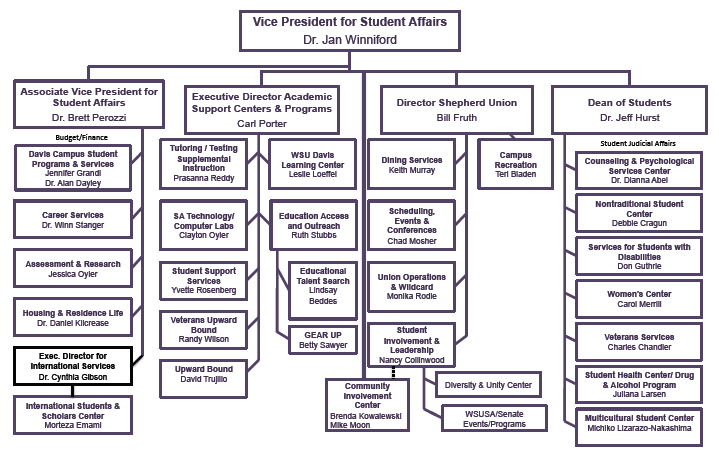 Vice President for Student Affairs
Dr. Jan Winniford
Associate Vice President for
Student Affairs
Dr. Brett Perozzi
Executive Director Academic
Support Centers & Programs
Carl Porter
Director Shepherd Union
Bill Fruth
Dean of Students
Dr. Jeff Hurst
Budget/Finance
Davis Campus Student
Programs & Services
Jennifer Grandi
Dr. Alan Dayley
Career Services
Dr. Winn Stanger
Assessment & Research
Jessica Oyler
Housing & Residence Life
Dr. Daniel Kilcrease
Exec. Director for
International Services
Dr. Cynthia Gibson
International Students &
Scholars Center
Morteza Emami
Tutoring / Testing
Supplemental
Instruction
Prasanna Reddy
SA Technology/
Computer Labs
Clayton Oyler
Student Support
Services
Yvette Rosenberg
Veterans Upward
Bound
Randy Wilson
Upward Bound
David Trujillo
WSU Davis
Learning Center
Leslie Loeffel
Education Access
and Outreach
Ruth Stubbs
Educational
Talent Search
Lindsay
Beddes
GEAR UP
Betty Sawyer
Dining Services
Keith Murray
Scheduling,
Events &
Conferences
Chad Mosher
Union Operations
& Wildcard
Monika Rodie
Student
Involvement &
Leadership
Nancy Collinwood
Community
Involvement
Center
Brenda Kowalewski
Mike Moon
Diversity & Unity Center
WSUSA/Senate
Events/Programs
Campus
Recreation
Teri Bladen
Student Judicial Affairs
Counseling & Psychological
Services Center
Dr. Dianna Abel
Nontraditional Student
Center
Debbie Cragun
Services for Students with
Disabilities
Don Guthrie
Women's Center
Carol Merrill
Veterans Services
Charles Chandler
Student Health Center/ Drug
& Alcohol Program
Juliana Larsen
Multicultural Student Center
Michiko Lizarazo-Nakashima